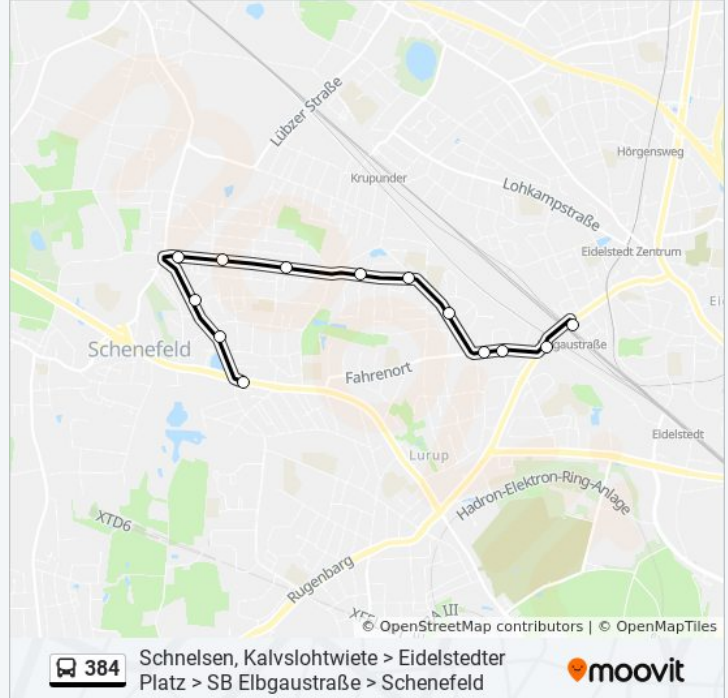 Lübzer Straße
Hörgensweg
Krupunder
Lohkampstraße
Eidelstedt Zentrum
Schenefeld
gaustraße
Fahrenort
Eidelstedt
Lurup
Hadron-Elektron-Ring-Anlage
XTD6
Rugenbarg
III
© OpenStreetMap contributors | © OpenMapTiles
384
Schnelsen, Kalvslohtwiete > Eidelstedter
Platz > SB Elbgaustraße > Schenefeld
moovit